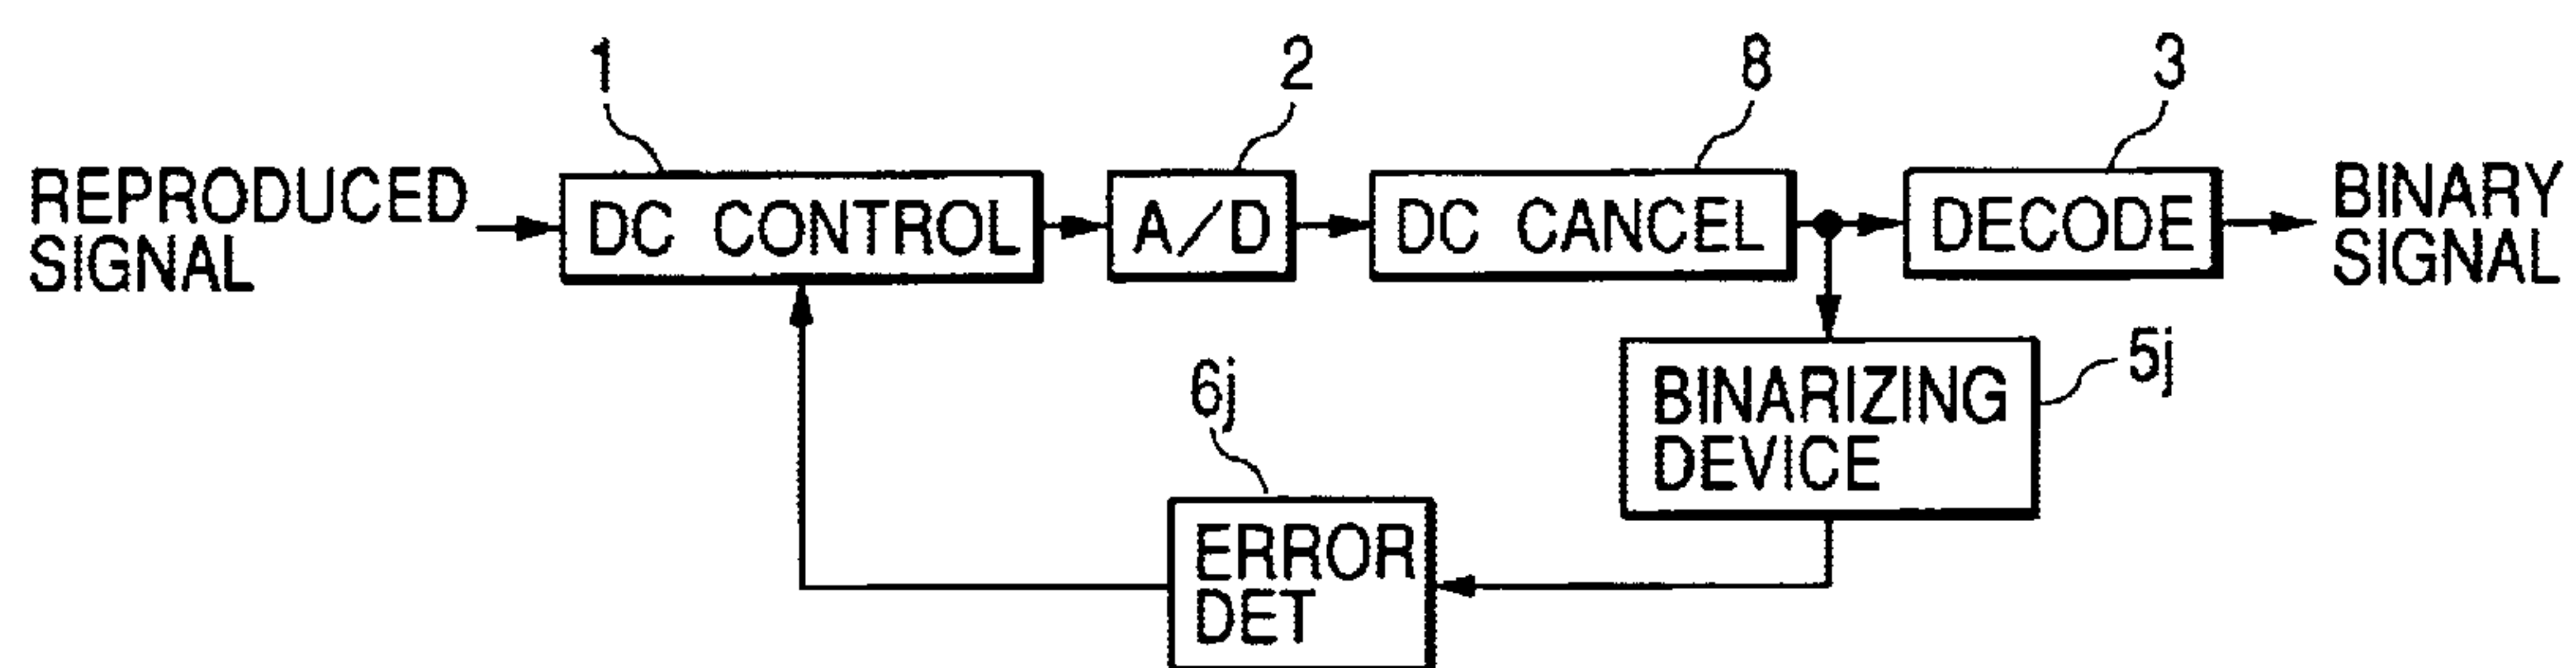 1
2
8
3
REPRODUCED
SIGNAL
DC CONTROL
A/D
DC CANCEL
DECODE
BINARY
SIGNAL
5j
BINARIZING
DEVICE
6j
ERROR
DET